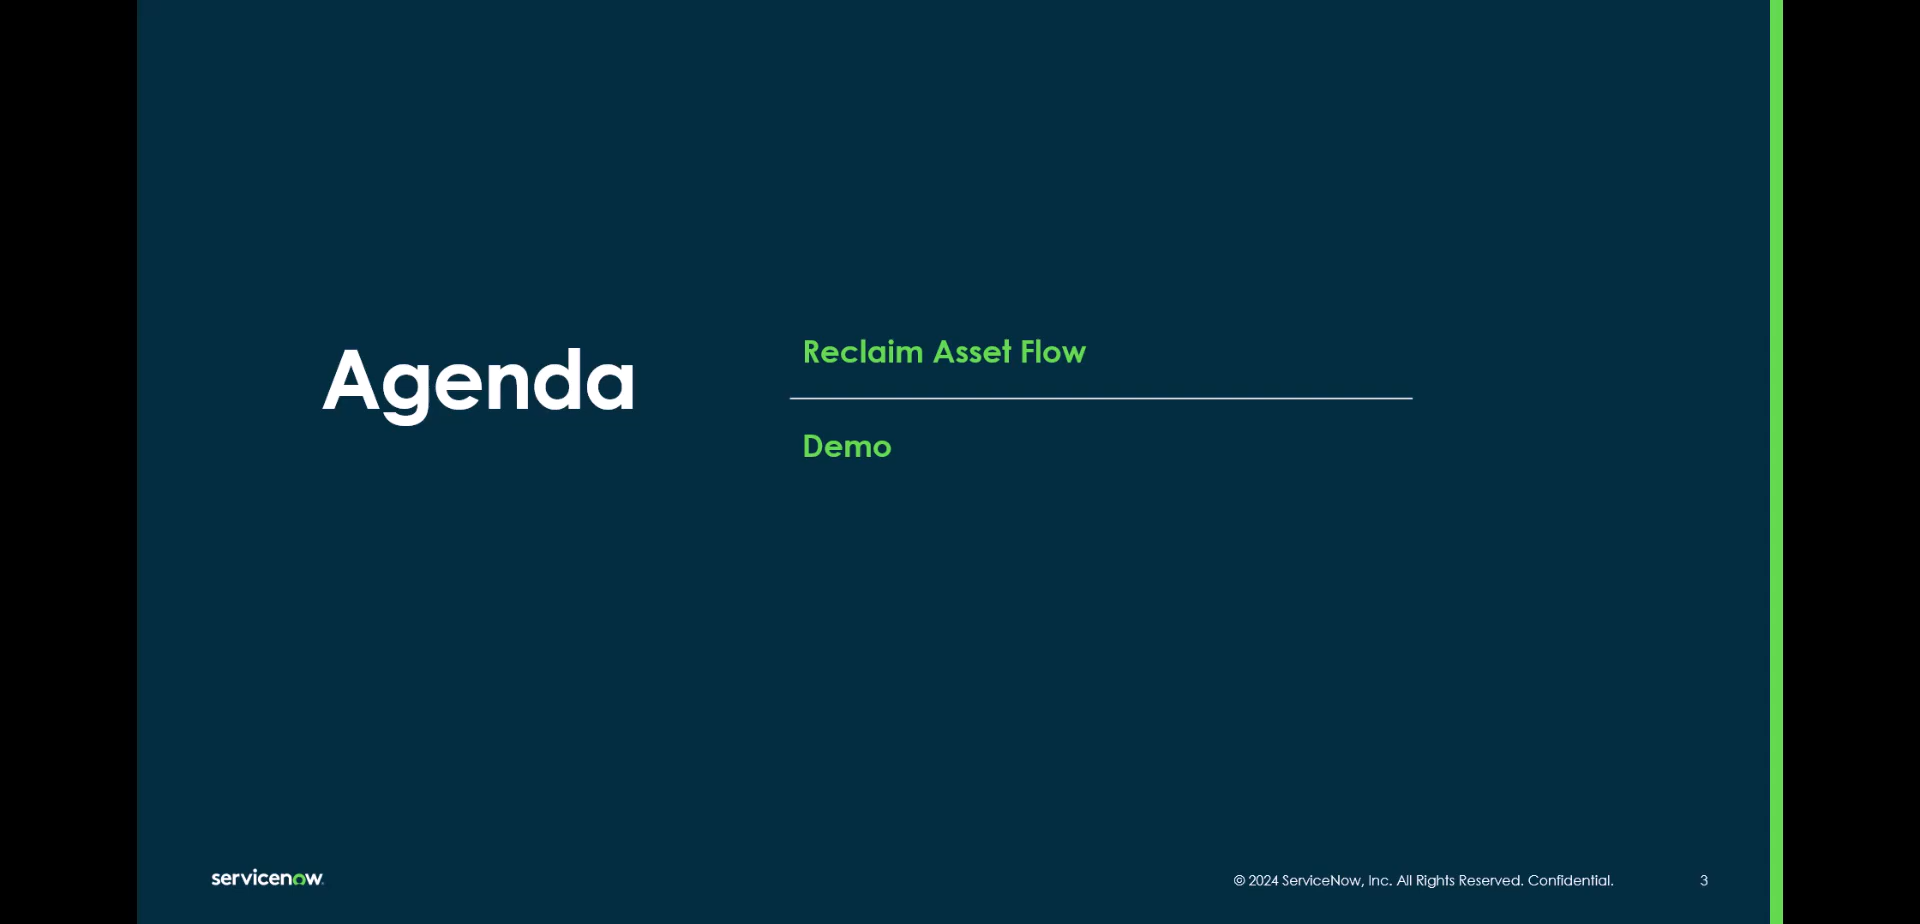 Agenda
Reclaim Asset Flow
Demo
servicenow.
© 2024 ServiceNow, Inc. All Rights Reserved. Confidential.
3